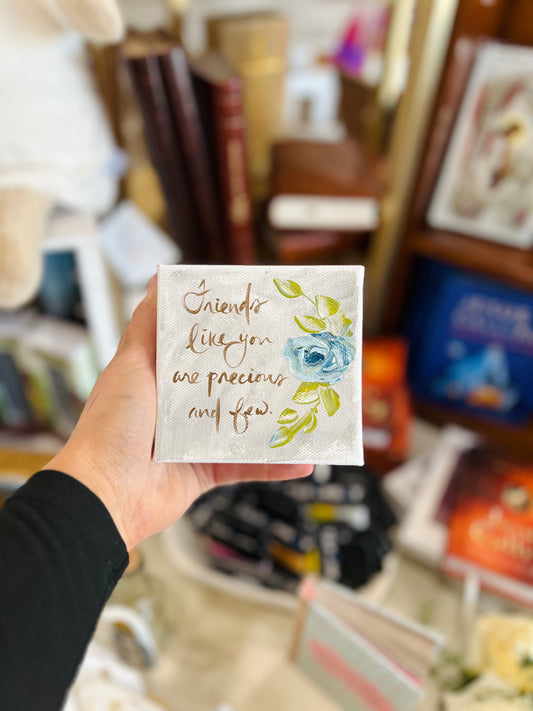 Friends
like you
are precious
and few.